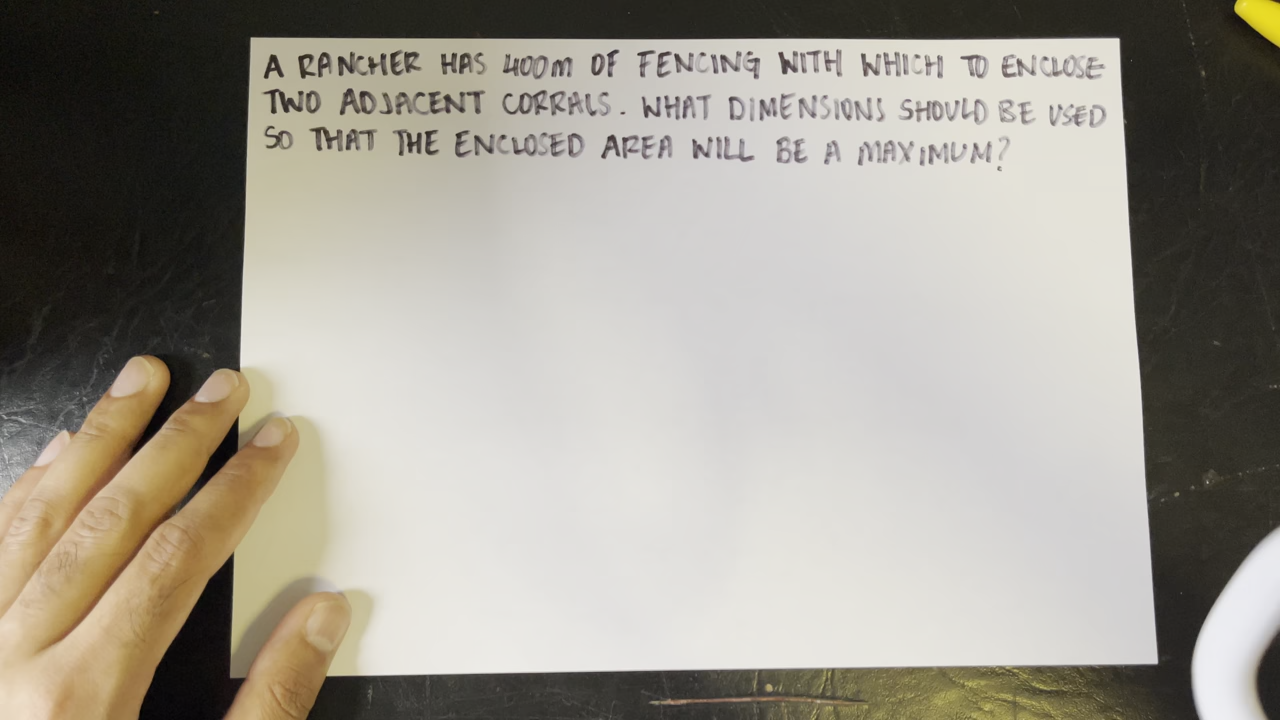 A RANCHER HAS 400m OF FENCING WITH WHICH TO ENCLOSE
TWO ADJACENT CORRALS. WHAT DIMENSIONS SHOULD BE USED
SO THAT THE ENCLOSED AREA WILL BE A MAXIMUM?